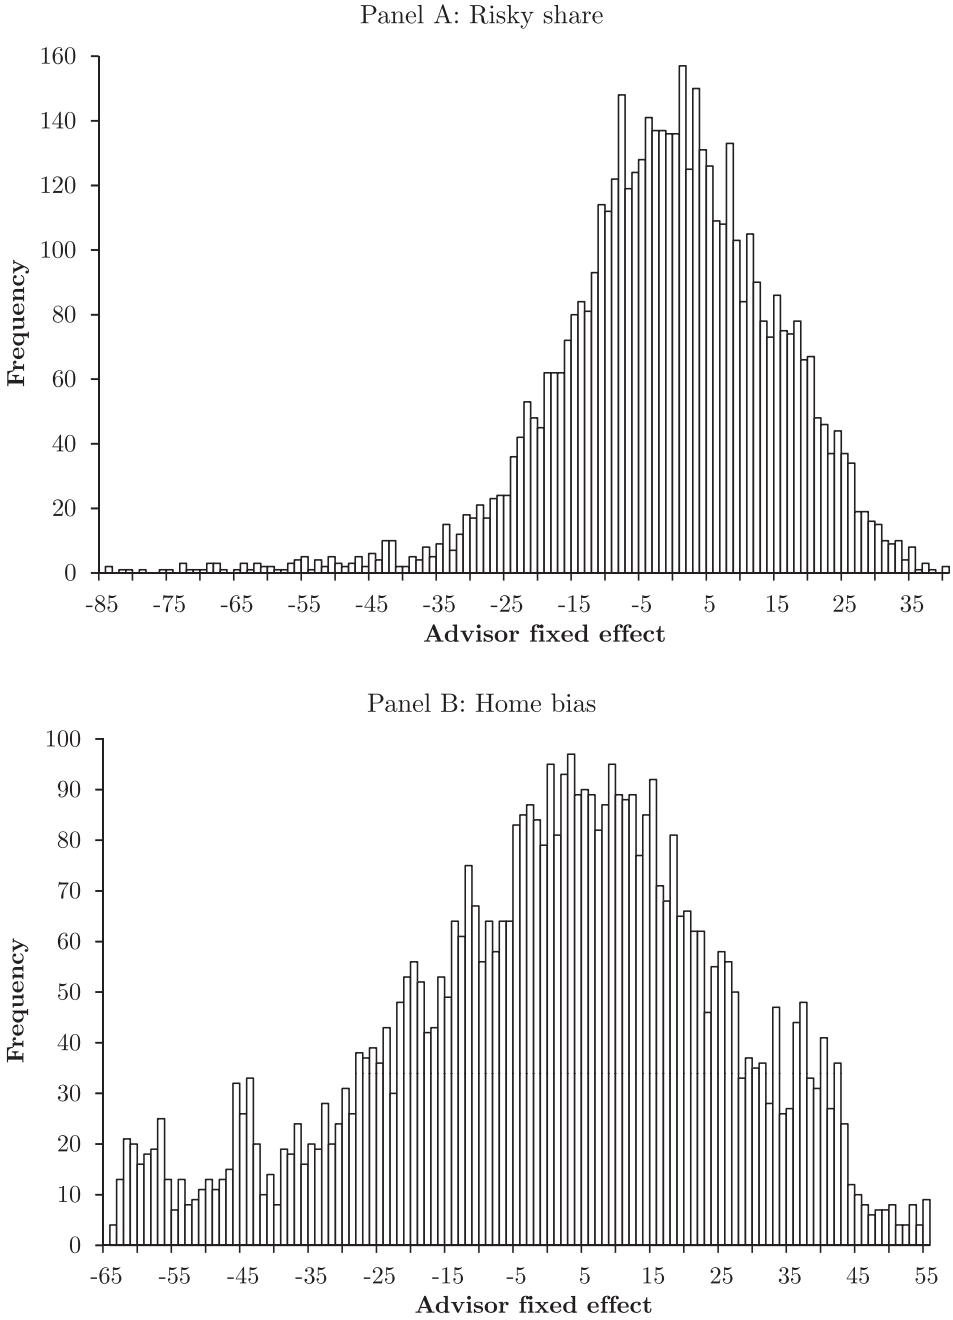 Panel A: Risky share
160
140
120
100
80
60
40
20
0
Frequency
-85 -75 -65 -55 -45 -35 -25 -15 -5 5 15 25 35
Advisor fixed effect
Panel B: Home bias
100
90
80
70
60
50
40
30
20
10
0
Frequency
-65 -55 -45 -35 -25 -15 -5 5 15 25 35 45 55
Advisor fixed effect